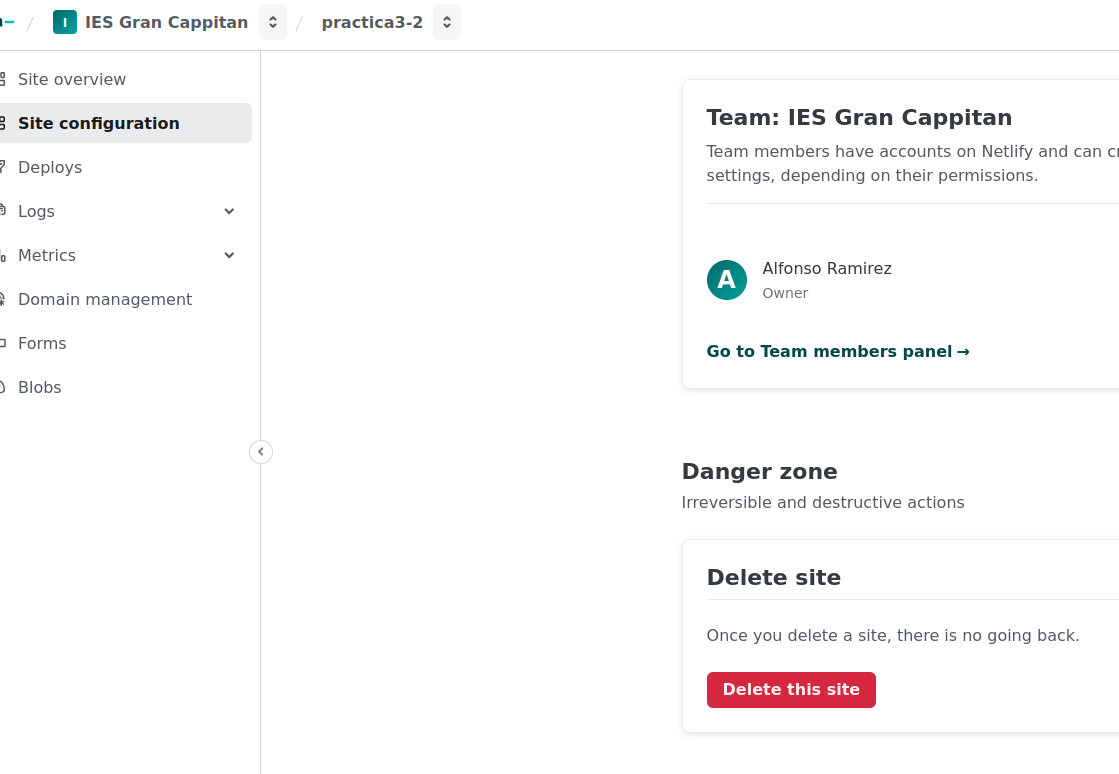 / I IES Gran Cappitan / practica3-2
Site overview
Site configuration
Deploys
Logs
Metrics
Domain management
Forms
Blobs
Team: IES Gran Cappitan
Team members have accounts on Netlify and can
settings, depending on their permissions.
A
Alfonso Ramirez
Owner
Go to Team members panel →
Danger zone
Irreversible and destructive actions
Delete site
Once you delete a site, there is no going back.
Delete this site